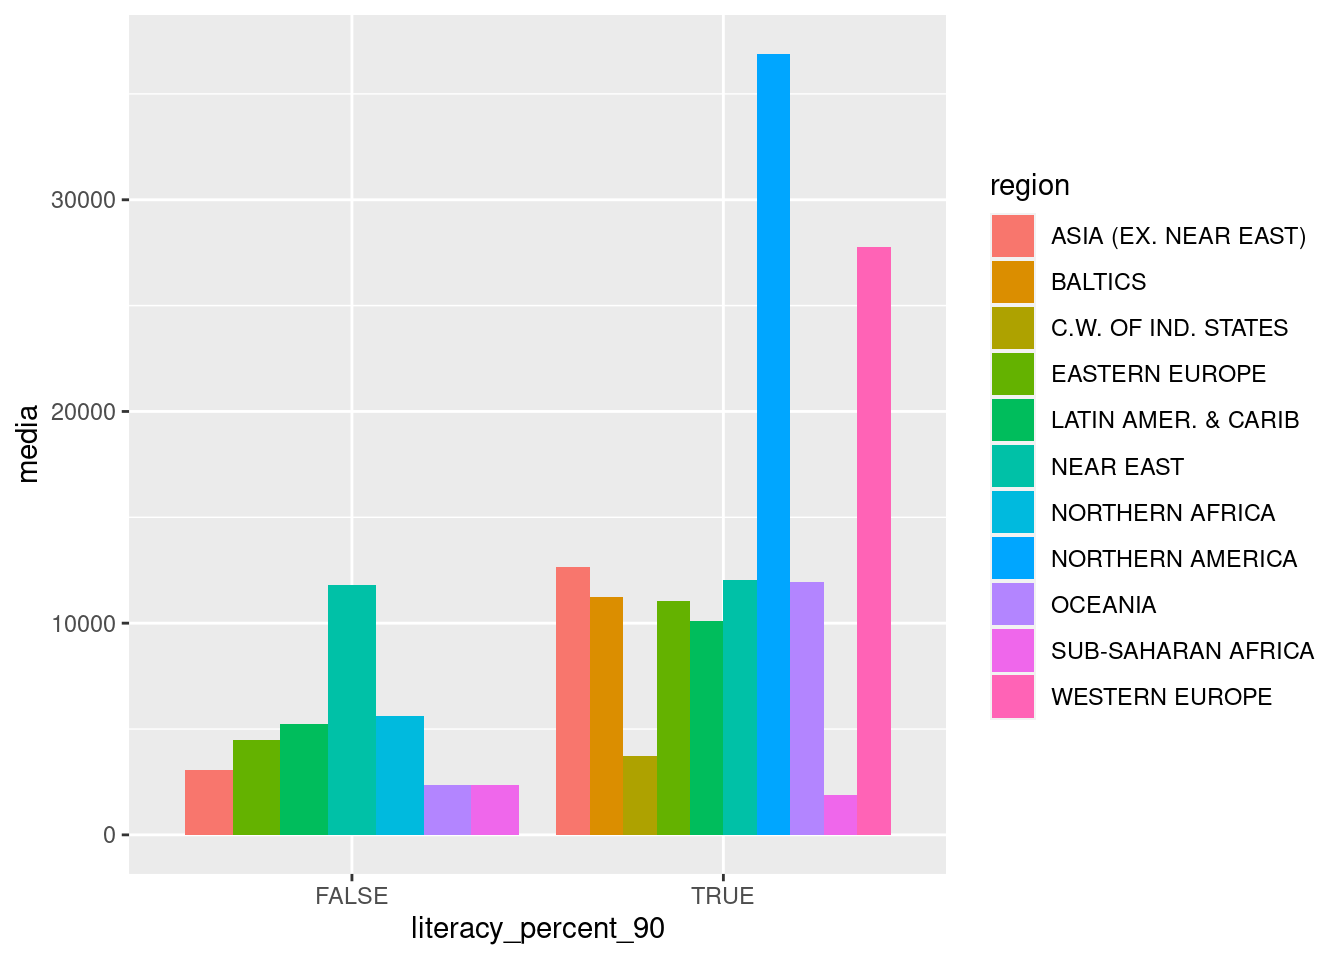 30000
20000
10000
0
media
FALSE
TRUE
literacy_percent_90
region
ASIA (EX. NEAR EAST)
BALTICS
C.W. OF IND. STATES
EASTERN EUROPE
LATIN AMER. & CARIB
NEAR EAST
NORTHERN AFRICA
NORTHERN AMERICA
OCEANIA
SUB-SAHARAN AFRICA
WESTERN EUROPE